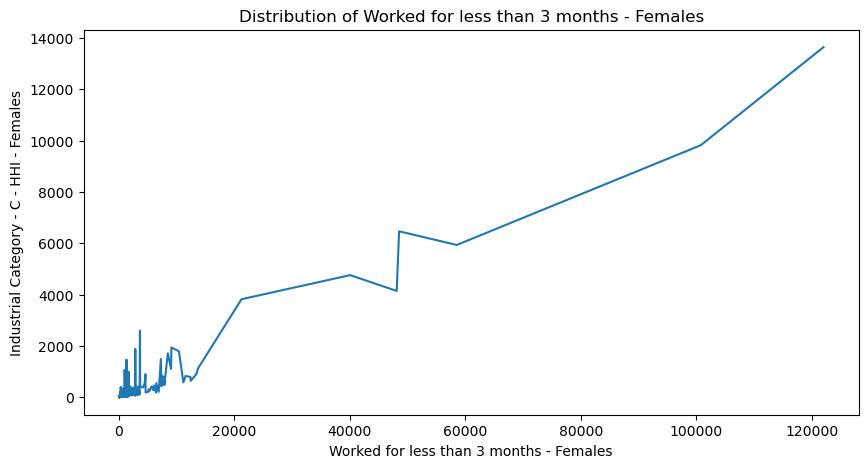 Distribution of Worked for less than 3 months - Females
Industrial Category - C - HHI - Females
14000
12000
10000
8000
6000
4000
2000
0
0 20000 40000 60000 80000 100000 120000
Worked for less than 3 months - Females